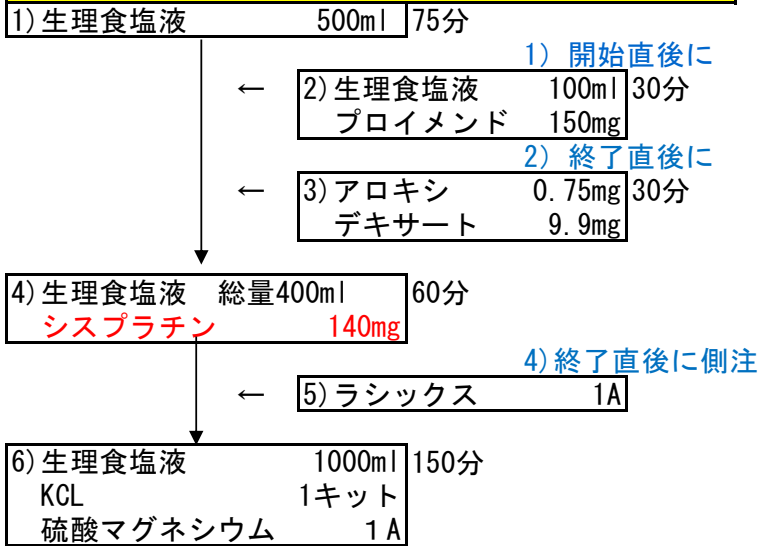 1)生理食塩液 500ml 75分
1) 開始直後に
← 2)生理食塩液 100ml 30分
プロイメンド 150mg
2) 終了直後に
← 3)アロキシ 0.75mg 30分
デキサート 9.9mg
4)生理食塩液 総量400ml 60分
シスプラチン 140mg
4)終了直後に側注
← 5)ラシックス 1A
6)生理食塩液 1000ml 150分
KCL 1キット
硫酸マグネシウム 1A